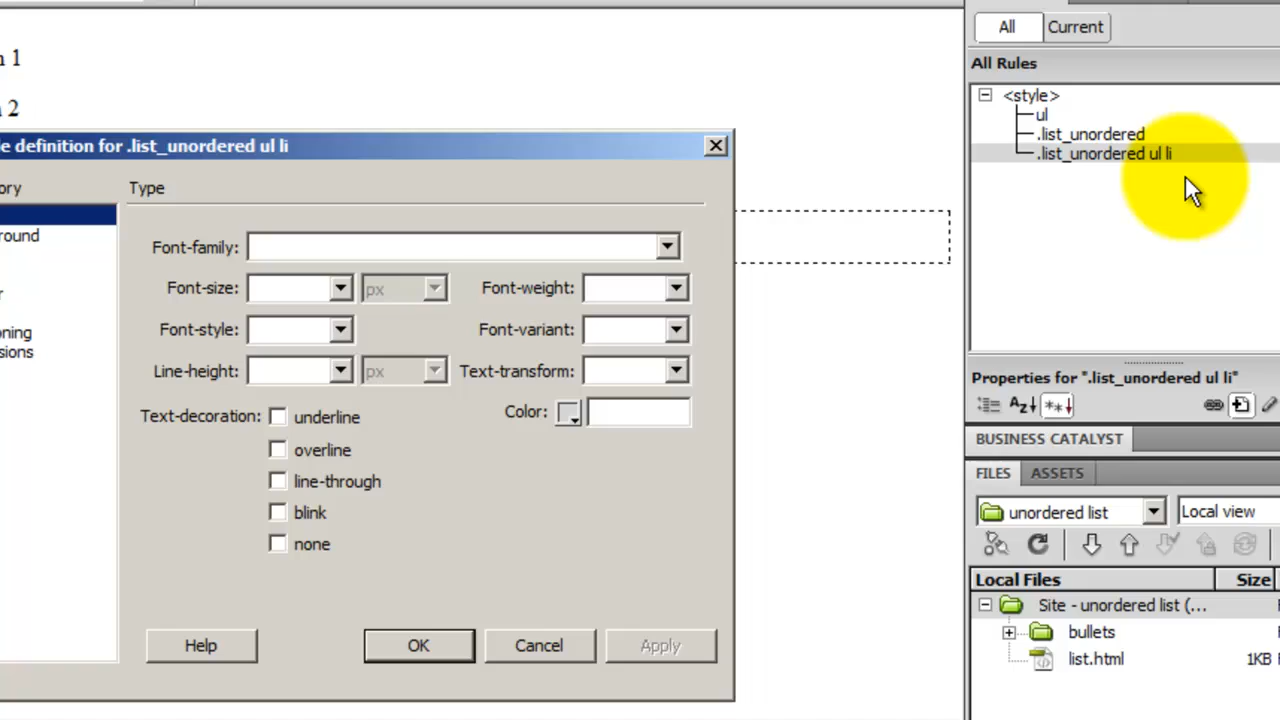 n 1
n 2
e definition for .list_unordered ul li
ory
round
r
ning
sions
Type
Font-family:
Font-size:
px
Font-weight:
Font-style:
Font-variant:
Line-height:
px
Text-transform:
Text-decoration:
underline
Color:
overline
line-through
blink
none
Help
OK
Cancel
Apply
All
Current
All Rules
<style>
ul
.list_unordered
.list_unordered ul li
Properties for ".list_unordered ul li"
BUSINESS CATALYST
FILES
ASSETS
unordered list
Local view
Local Files
Size
Site - unordered list (...
bullets
list.html
1KB